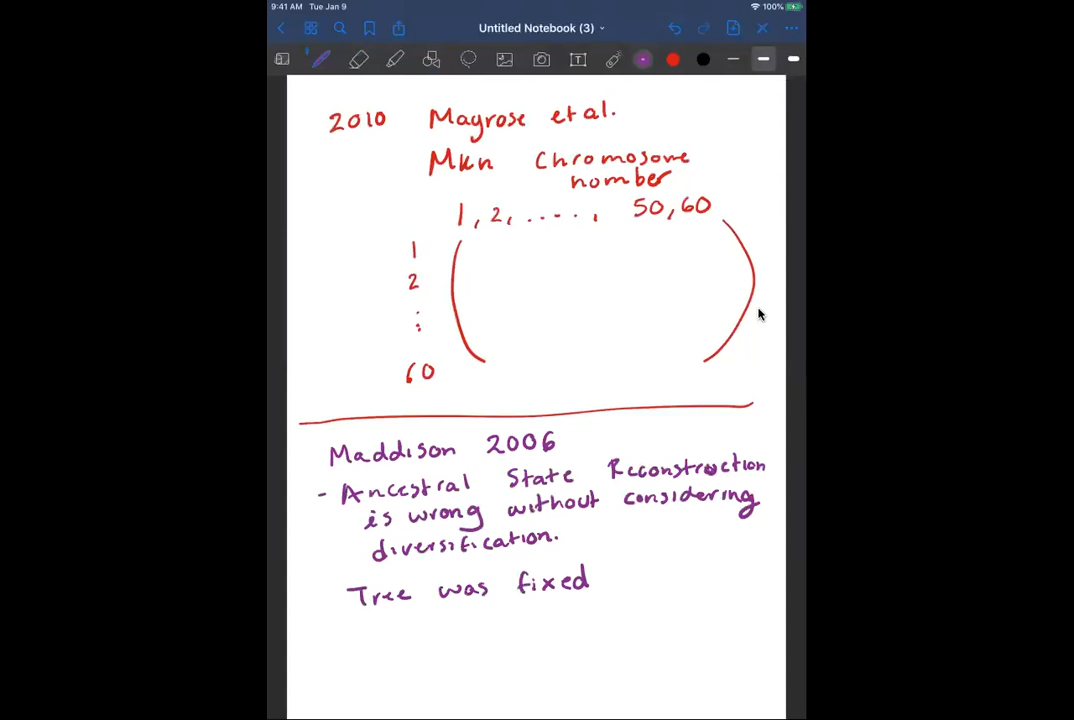 9:41 AM Tue Jan 9
100%
Untitled Notebook (3)
2010 Mayrose et al.
Mkn Chromosome
nomber
1, 2, ....., 50, 60
1
2
:
60
Maddison 2006
- Ancestral State Reconstruction
is wrong without considering
diversification.
Tree was fixed